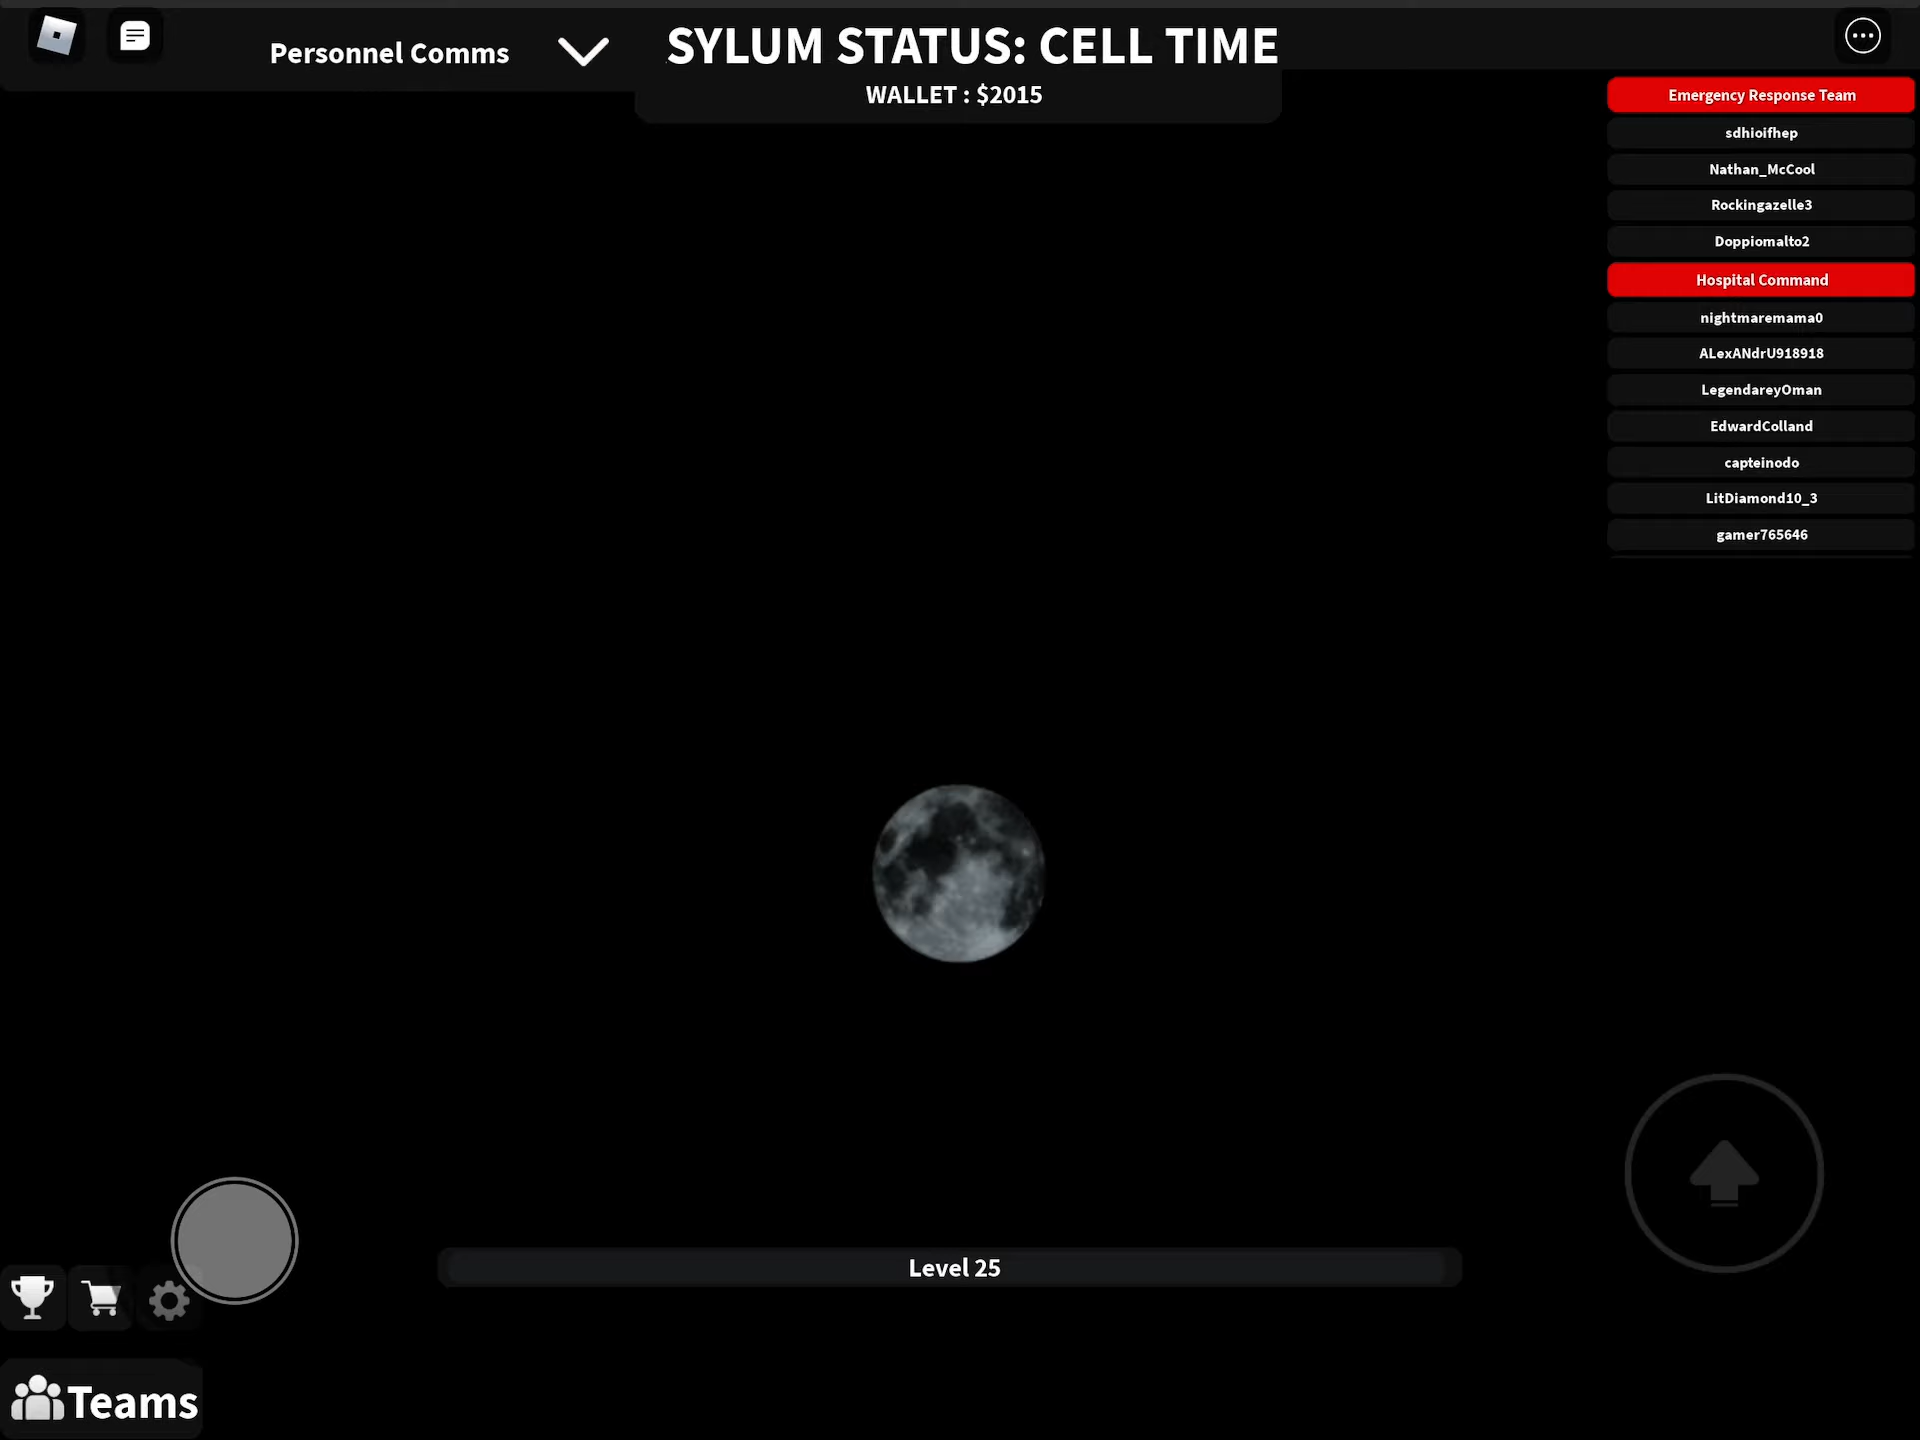 Personnel Comms
SYLUM STATUS: CELL TIME
WALLET : $2015
Emergency Response Team
sdhioifhep
Nathan_McCool
Rockingazelle3
Doppiomalto2
Hospital Command
nightmaremama0
ALexANdrU918918
LegendareyOman
EdwardColland
capteinodo
LitDiamond10_3
gamer765646
Level 25
Teams